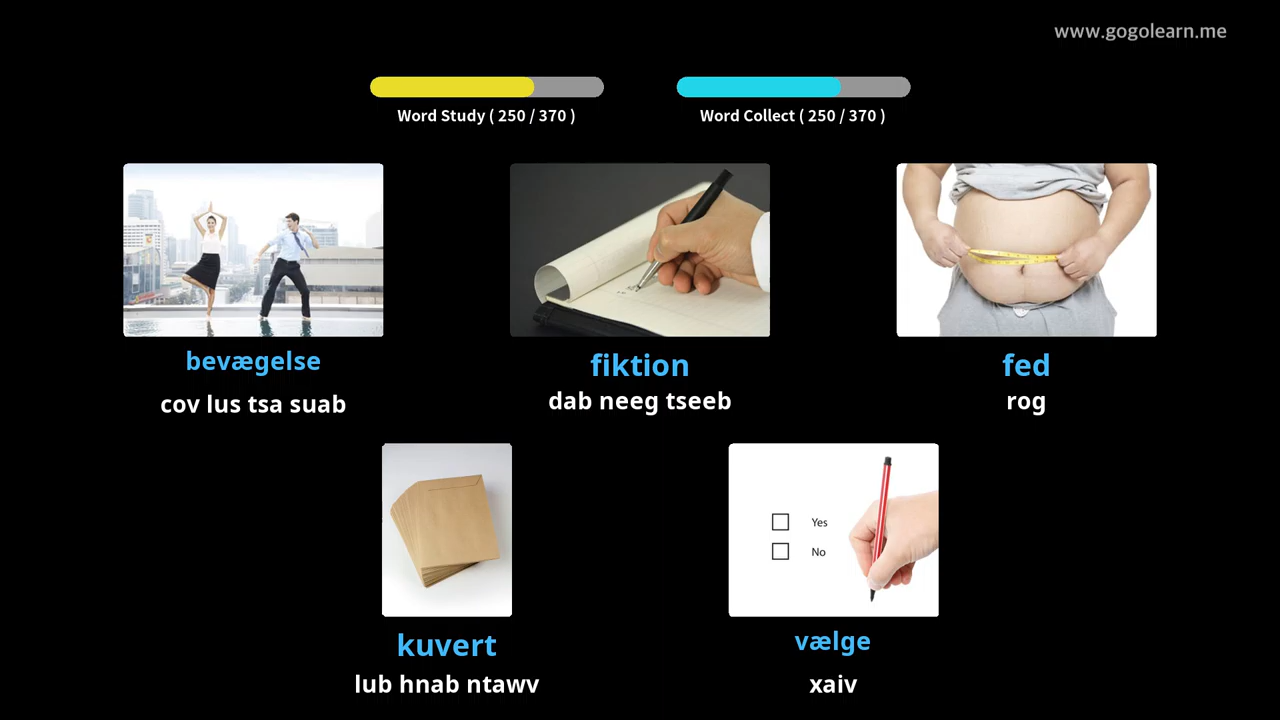 www.gogolearn.me
Word Study ( 250 / 370 )
Word Collect ( 250 / 370 )
bevægelse
cov lus tsa suab
fiktion
dab neeg tseeb
fed
rog
Yes
No
kuvert
lub hnab ntawv
vælge
xaiv